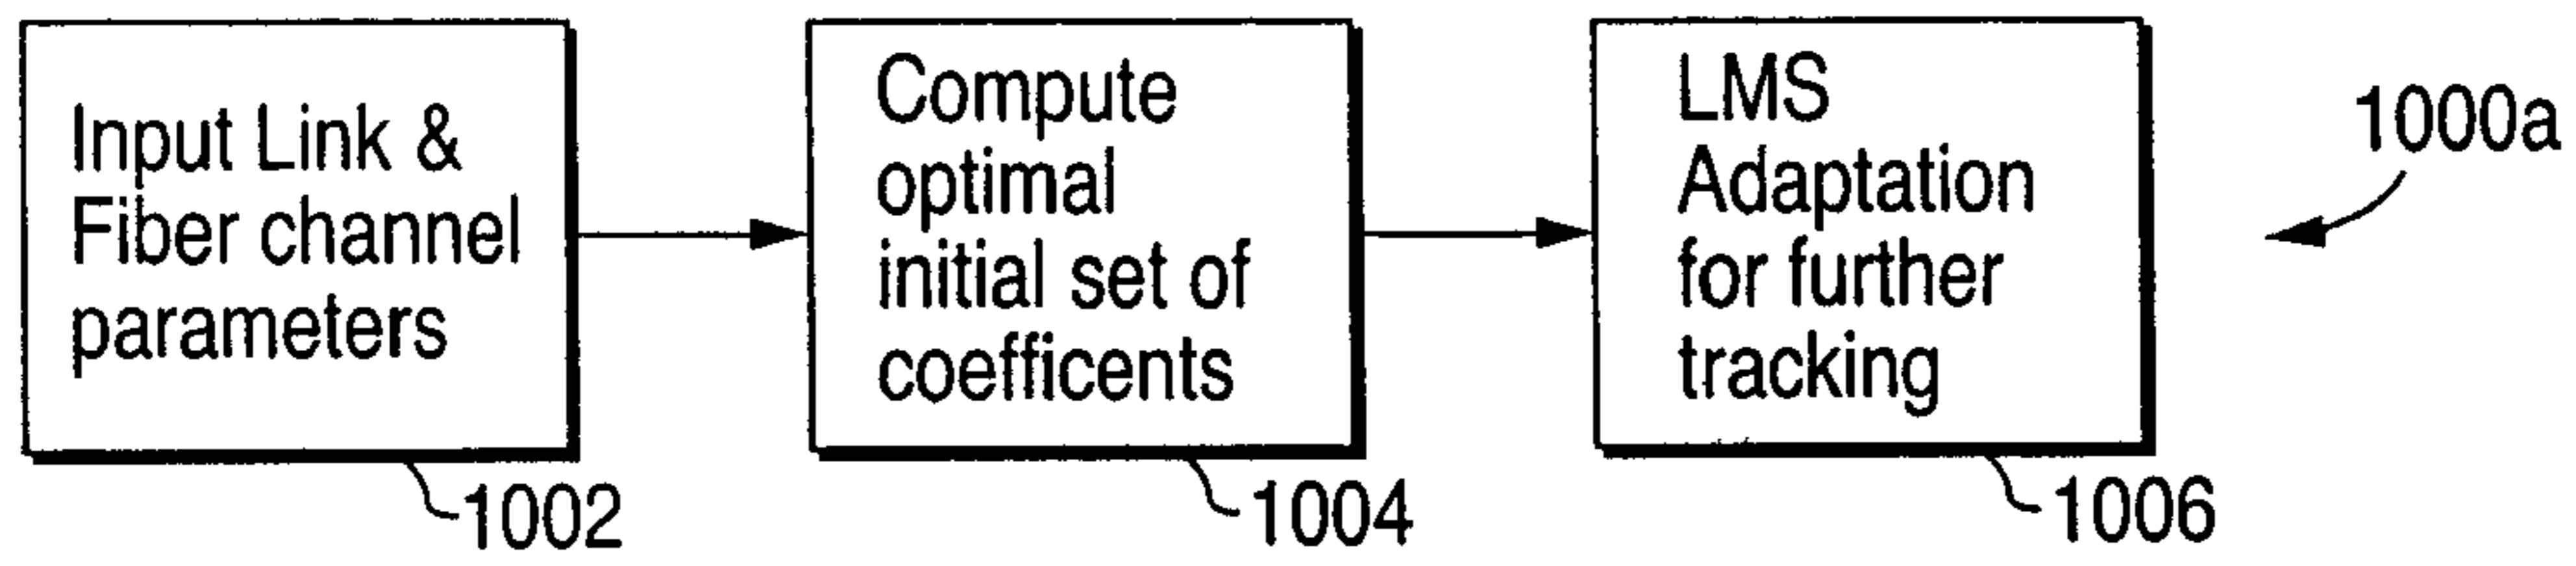 Input Link &
Fiber channel
parameters
1002
Compute
optimal
initial set of
coefficents
1004
LMS
Adaptation
for further
tracking
1006
1000a